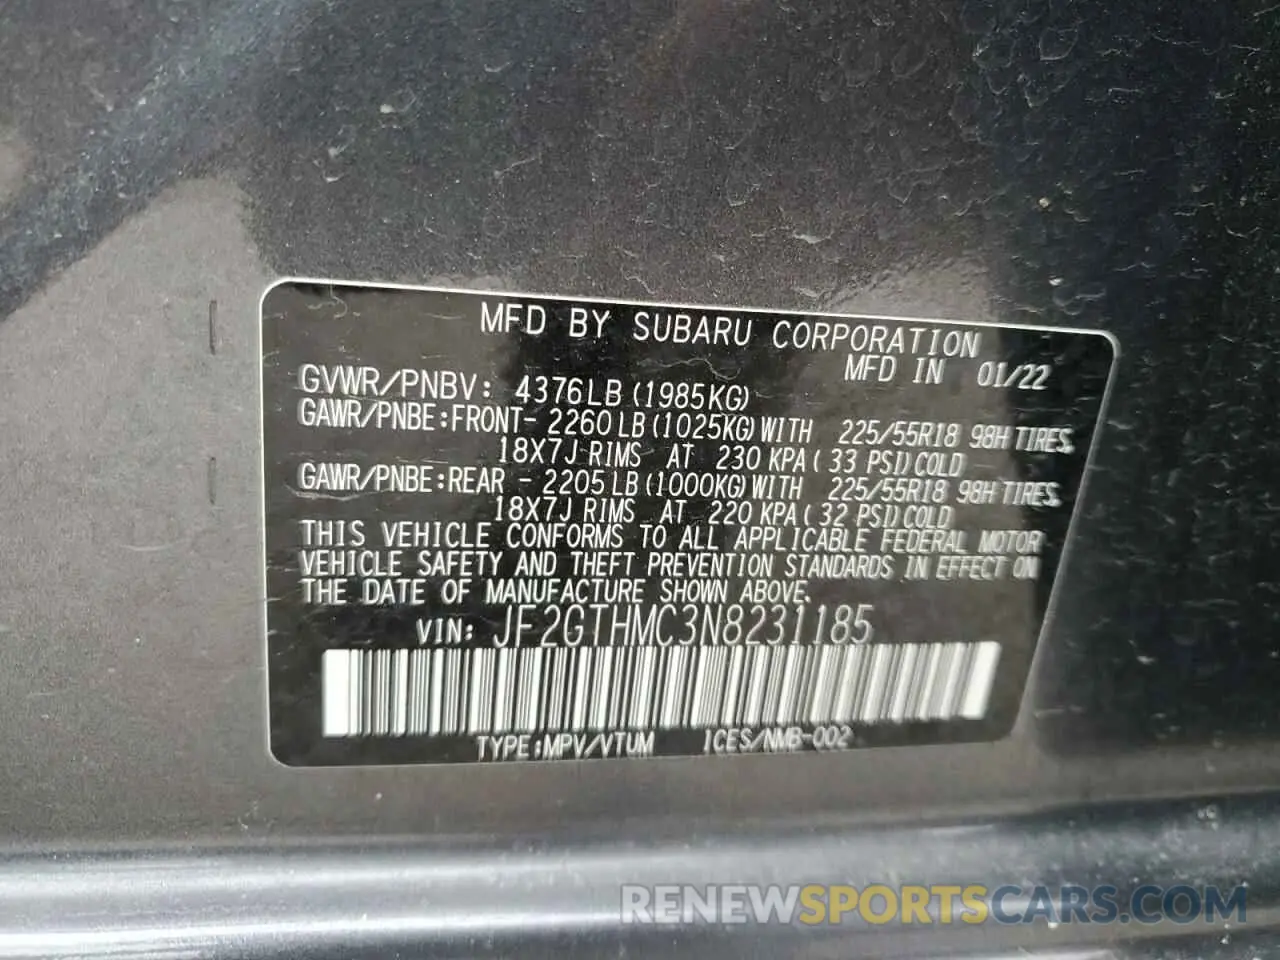 MFD BY SUBARU CORPORATION
MFD IN 01/22
GVWR/PNBV: 4376LB (1985KG)
GAWR/PNBE:FRONT- 2260 LB (1025KG) WITH 225/55R18 98H TIRES.
18X7J RIMS AT 230 KPA ( 33 PSI) COLD
GAWR/PNBE:REAR - 2205 LB (1000KG) WITH 225/55R18 98H TIRES.
18X7J RIMS AT 220 KPA ( 32 PSI) COLD
THIS VEHICLE CONFORMS TO ALL APPLICABLE FEDERAL MOTOR
VEHICLE SAFETY AND THEFT PREVENTION STANDARDS IN EFFECT ON
THE DATE OF MANUFACTURE SHOWN ABOVE.
VIN: JF2GTHMC3N8231185
TYPE:MPV/VTUM ICES/NMB-002
RENEWSPORTSCARS.COM